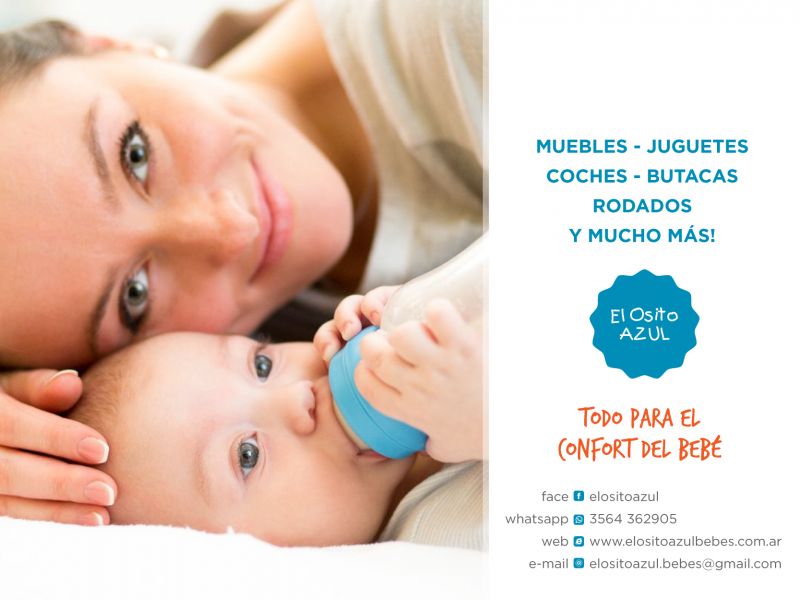 MUEBLES - JUGUETES
COCHES - BUTACAS
RODADOS
Y MUCHO MÁS!
El Osito
AZUL
TODO PARA EL
CONFORT DEL BEBÉ
face elositoazul
whatsapp 3564 362905
web www.elositoazulbebes.com.ar
e-mail elositoazul.bebes@gmail.com